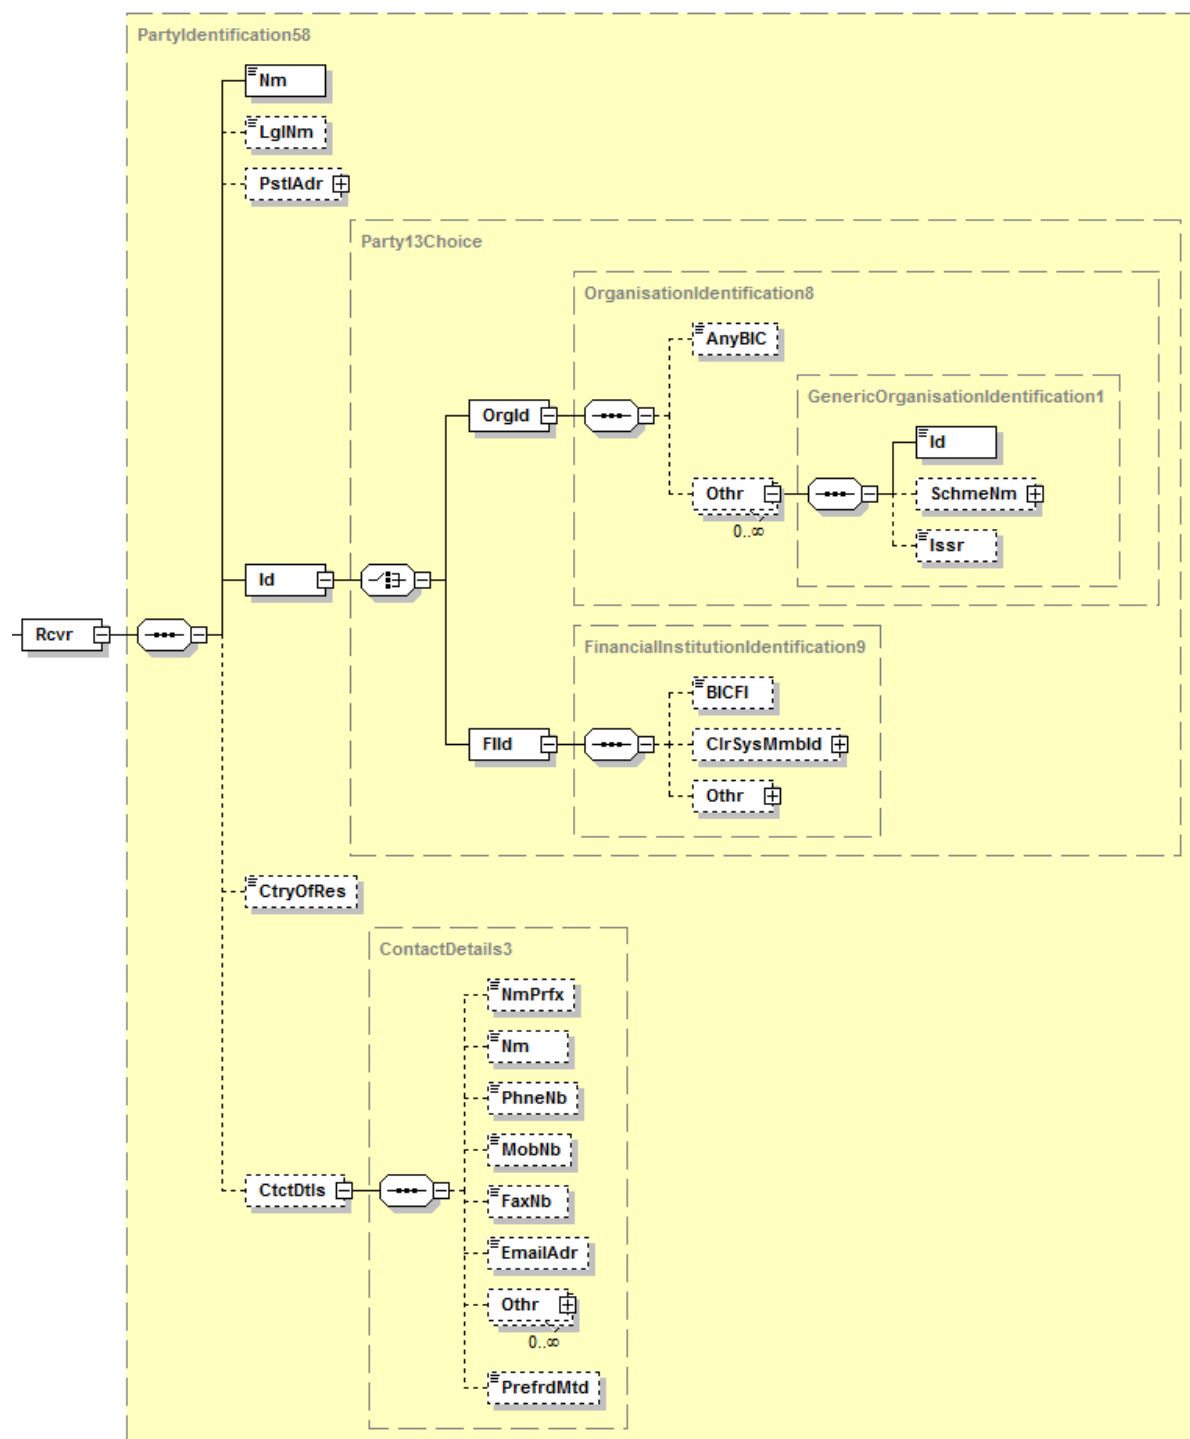 PartyIdentification58
Nm
LglNm
PstlAdr
Party13Choice
OrganisationIdentification8
AnyBIC
GenericOrganisationIdentification1
OrgId
Id
Othr
SchmeNm
0..∞
Issr
Id
Rcvr
FinancialInstitutionIdentification9
BICFI
FIId
ClrSysMmbId
Othr
CtryOfRes
ContactDetails3
NmPrfx
Nm
PhneNb
MobNb
CtctDtls
FaxNb
EmailAdr
Othr
0..∞
PrefrdMtd